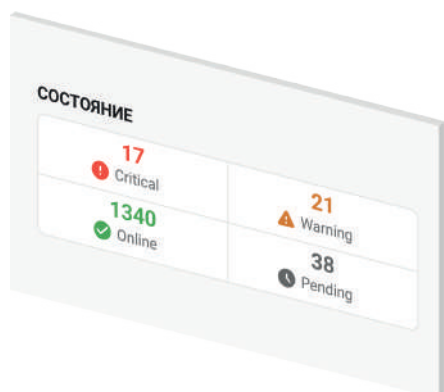 СОСТОЯНИЕ
17
Critical
21
Warning
1340
Online
38
Pending